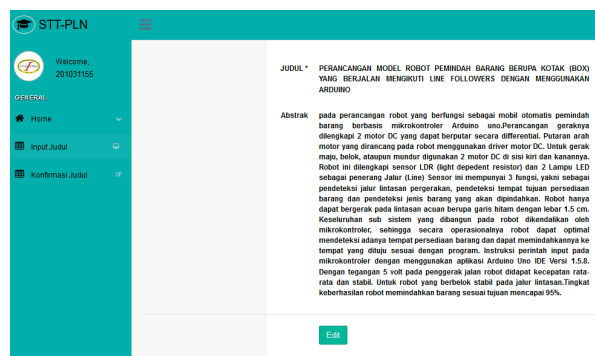 STT-PLN
Welcome,
201031155
GENERAL
Home
Input Judul
Konfirmasi Judul
JUDUL * PERANCANGAN MODEL ROBOT PEMINDAH BARANG BERUPA KOTAK (BOX)
YANG BERJALAN MENGIKUTI LINE FOLLOWERS DENGAN MENGGUNAKAN
ARDUINO
Abstrak pada perancangan robot yang berfungsi sebagai mobil otomatis pemindah
barang berbasis mikrokontroler Arduino uno.Perancangan geraknya
dilengkapi 2 motor DC yang dapat berputar secara differential. Putaran arah
motor yang dirancang pada robot menggunakan driver motor DC. Untuk gerak
maju, belok, ataupun mundur digunakan 2 motor DC di sisi kiri dan kanannya.
Robot ini dilengkapi sensor LDR (light depedent resistor) dan 2 Lampu LED
sebagai penerang Jalur (Line) Sensor ini mempunyai 3 fungsi, yakni sebagai
pendeteksi jalur lintasan pergerakan, pendeteksi tempat tujuan persediaan
barang dan pendeteksi jenis barang yang akan dipindahkan. Robot hanya
dapat bergerak pada lintasan acuan berupa garis hitam dengan lebar 1.5 cm.
Keseluruhan sub sistem yang dibangun pada robot dikendalikan oleh
mikrokontroler, sehingga secara operasionalnya robot dapat optimal
mendeteksi adanya tempat persediaan barang dan dapat memindahkannya ke
tempat yang dituju sesuai dengan program. Instruksi perintah input pada
mikrokontroler dengan menggunakan aplikasi Arduino Uno IDE Versi 1.5.8.
Dengan tegangan 5 volt pada penggerak jalan robot didapat kecepatan rata-
rata dan stabil. Untuk robot yang berbelok stabil pada jalur lintasan.Tingkat
keberhasilan robot memindahkan barang sesuai tujuan mencapai 95%.
Edit